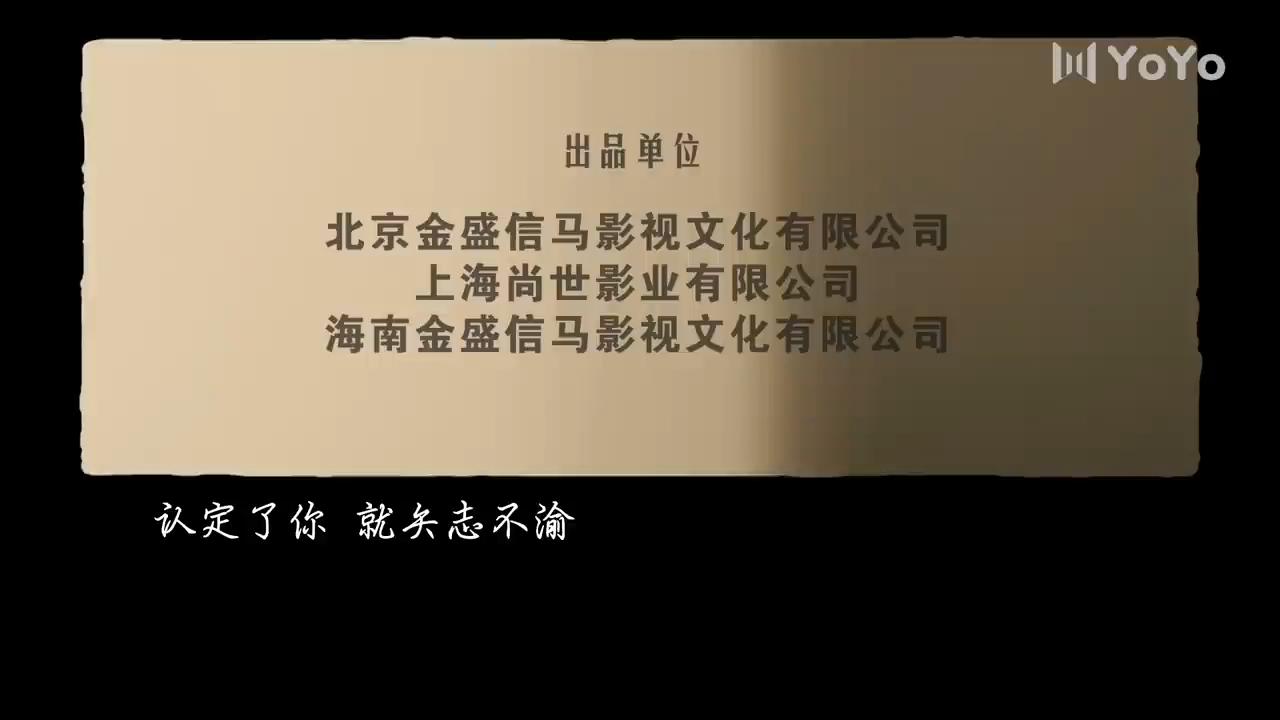 YoYo
出品单位
北京金盛信马影视文化有限公司
上海尚世影业有限公司
海南金盛信马影视文化有限公司
认定了你 就矢志不渝